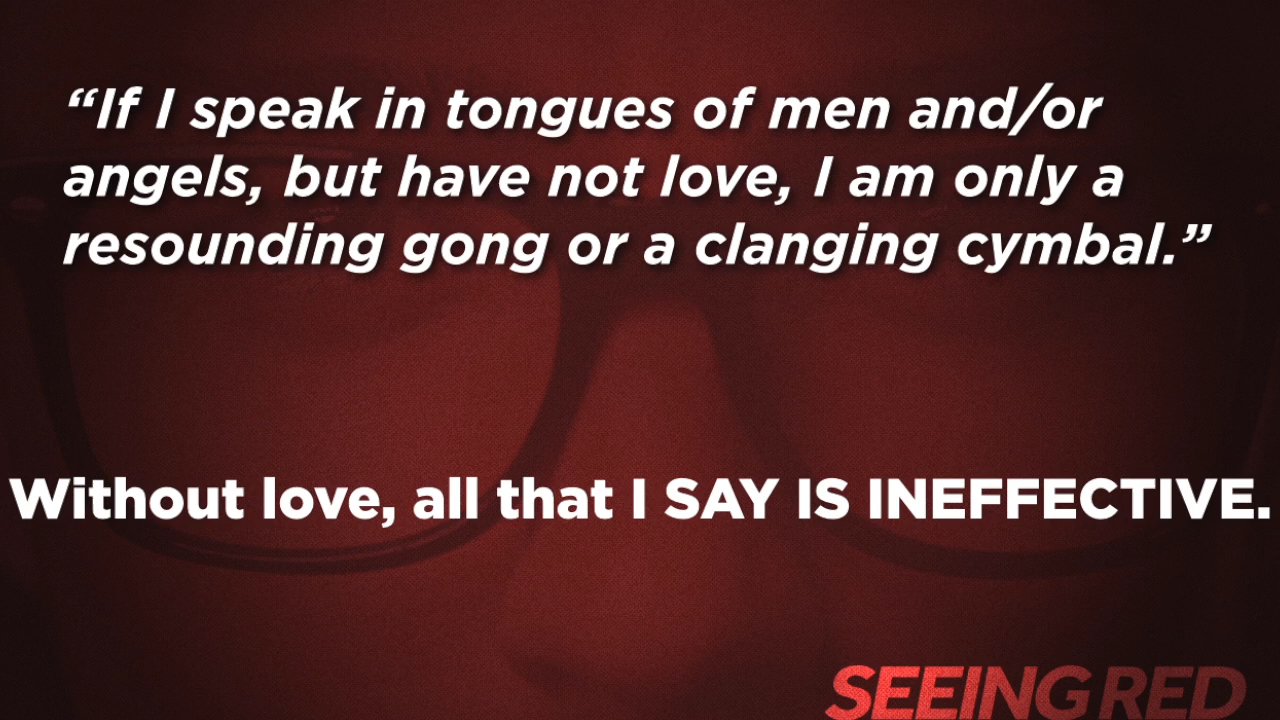 “If I speak in tongues of men and/or
angels, but have not love, I am only a
resounding gong or a clanging cymbal.”
Without love, all that I SAY IS INEFFECTIVE.
SEEING RED